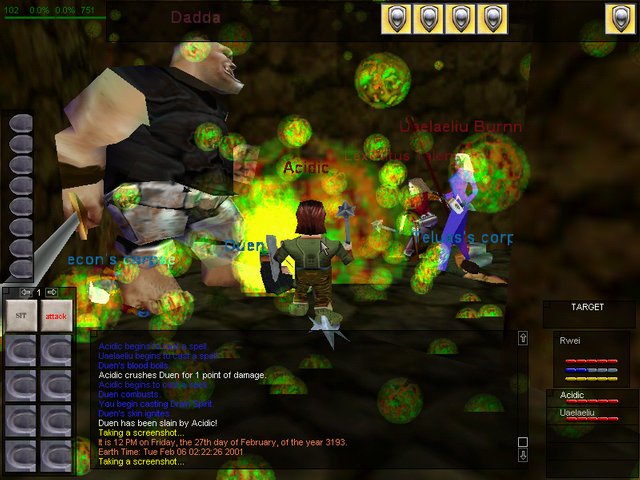 102 0.0% 0.0% 751
Dadda
Uaelaeliu Burnn
Acidic
Duen
econ's corpse
's corp
1
SIT
attack
TARGET
Rwei
Acidic
Uaelaeliu
Acidic begins to cast a spell.
Uaelaeliu begins to cast a spell.
Duen's blood boils.
Acidic crushes Duen for 1 point of damage.
Acidic begins to cast a spell.
Duen combusts.
You begin casting Drain Spirit.
Duen's skin ignites.
Duen has been slain by Acidic!
Taking a screenshot...
It is 12 PM on Friday, the 27th day of February, of the year 3193.
Earth Time: Tue Feb 06 02:22:26 2001
Taking a screenshot...